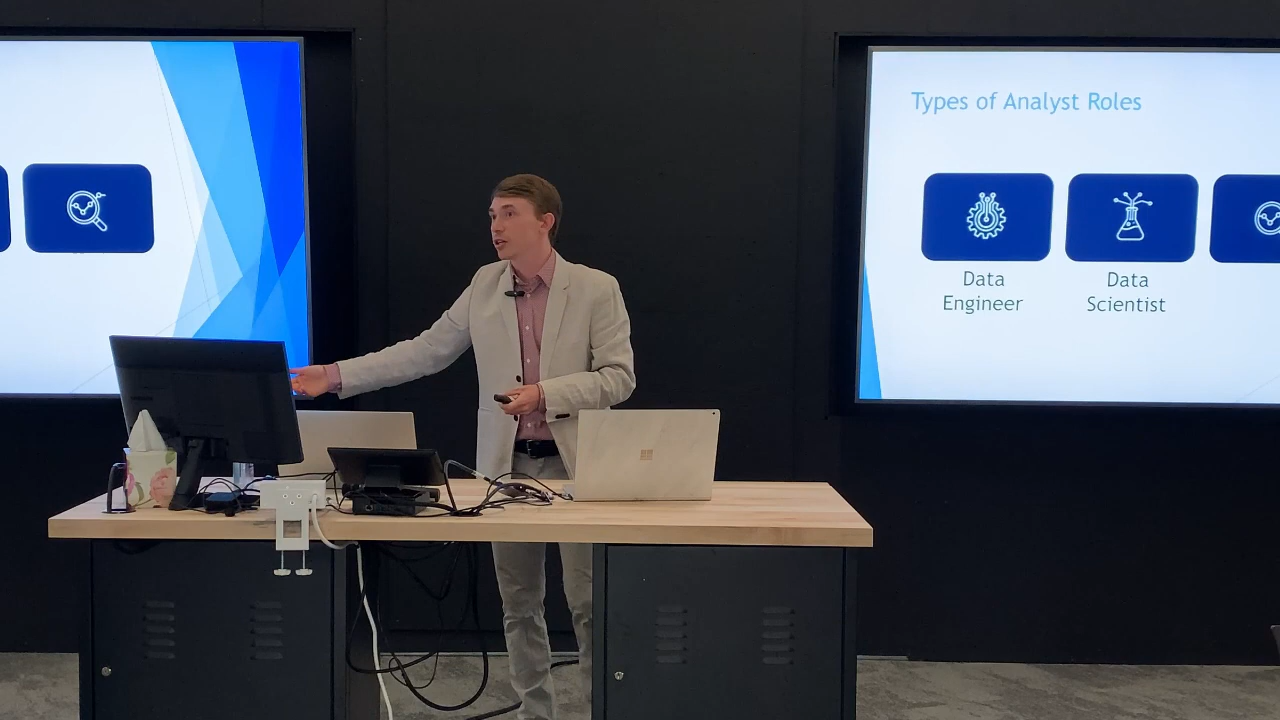 Types of Analyst Roles
Data
Engineer
Data
Scientist